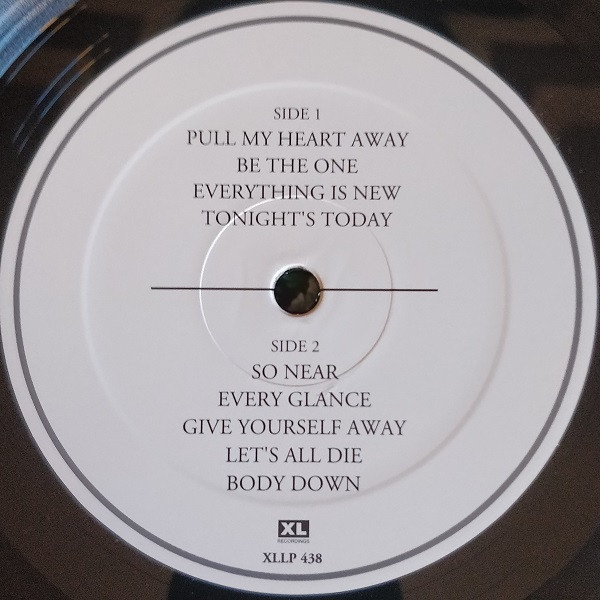 SIDE 1
PULL MY HEART AWAY
BE THE ONE
EVERYTHING IS NEW
TONIGHT'S TODAY
SIDE 2
SO NEAR
EVERY GLANCE
GIVE YOURSELF AWAY
LET'S ALL DIE
BODY DOWN
XL
RECORDINGS
XLLP 438